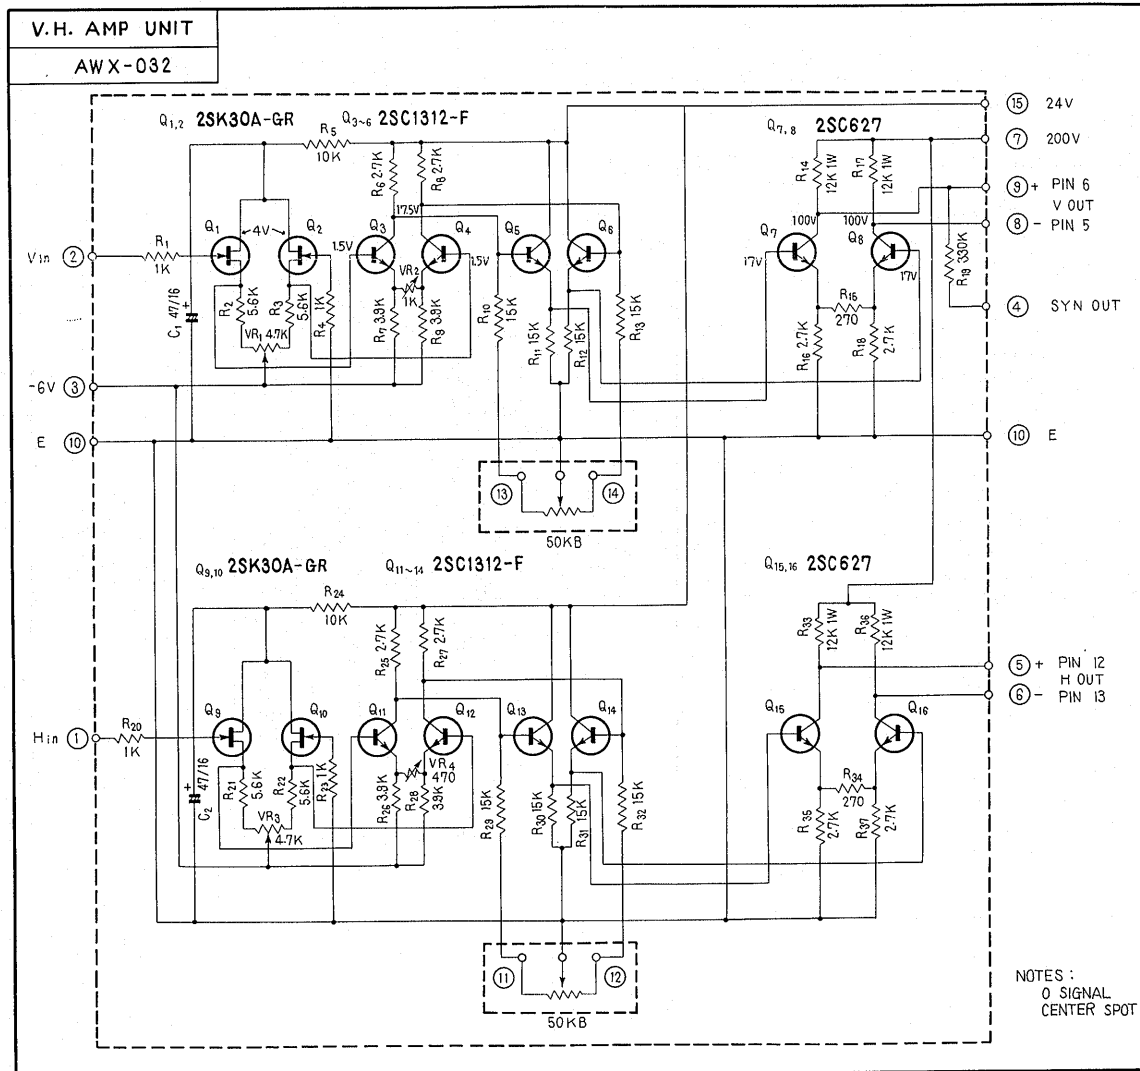 V.H. AMP UNIT
AWX-032
Q1,2 2SK30A-GR
Q3~6 2SC1312-F
Q7,8 2SC627
15 24V
7 200V
9 + PIN 6
V OUT
8 - PIN 5
4 SYN OUT
R5
10K
R6 2.7K
R8 2.7K
R14
12K 1W
R17
12K 1W
17.5V
100V
100V
Q1
4V
Q2
Q3
Q4
Q5
Q6
Q7
Q8
Vin 2
R1
1K
1.5V
1.5V
17V
17V
VR2
1K
R19 330K
C1 47/16
+
R2
5.6K
R3
5.6K
R4 1K
VR1 4.7K
R7 3.9K
R9 3.9K
R10
15K
R11 15K
R12 15K
R13 15K
R15
270
R16 2.7K
R18
2.7K
-6V 3
E 10
10 E
13
14
50KB
Q9,10 2SK30A-GR
Q11~14 2SC1312-F
Q15,16 2SC627
R24
10K
R25 2.7K
R27 2.7K
R33
12K 1W
R36
12K 1W
5 + PIN 12
H OUT
6 - PIN 13
Q9
Q10
Q11
Q12
Q13
Q14
Q15
Q16
Hin 1
R20
1K
VR4
470
C2
47/16
+
R21
5.6K
R22
5.6K
R23 1K
VR3
4.7K
R26 3.9K
R28
3.9K
R29 15K
R30 15K
R31
15K
R32 15K
R34
270
R35
2.7K
R37
2.7K
11
12
50KB
NOTES :
0 SIGNAL
CENTER SPOT